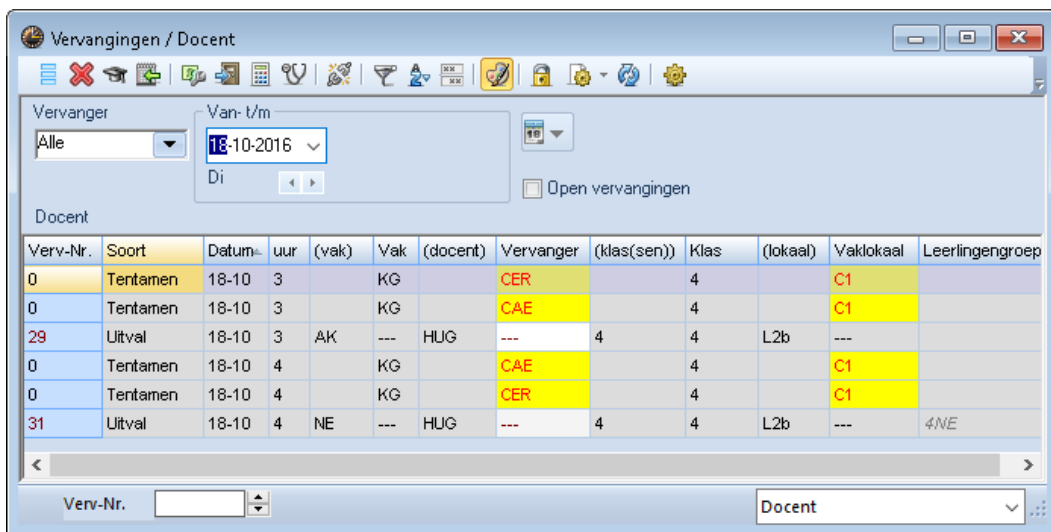 Vervangingen / Docent
Vervanger
Van- t/m
Alle
18-10-2016
18
Di
Open vervangingen
Docent
Verv-Nr. Soort Datum uur (vak) Vak (docent) Vervanger (klas(sen)) Klas (lokaal) Vaklokaal Leerlingengroep
0 Tentamen 18-10 3 KG CER 4 C1
0 Tentamen 18-10 3 KG CAE 4 C1
29 Uitval 18-10 3 AK --- HUG --- 4 4 L2b ---
0 Tentamen 18-10 4 KG CAE 4 C1
0 Tentamen 18-10 4 KG CER 4 C1
31 Uitval 18-10 4 NE --- HUG --- 4 4 L2b --- 4NE
Verv-Nr.
Docent